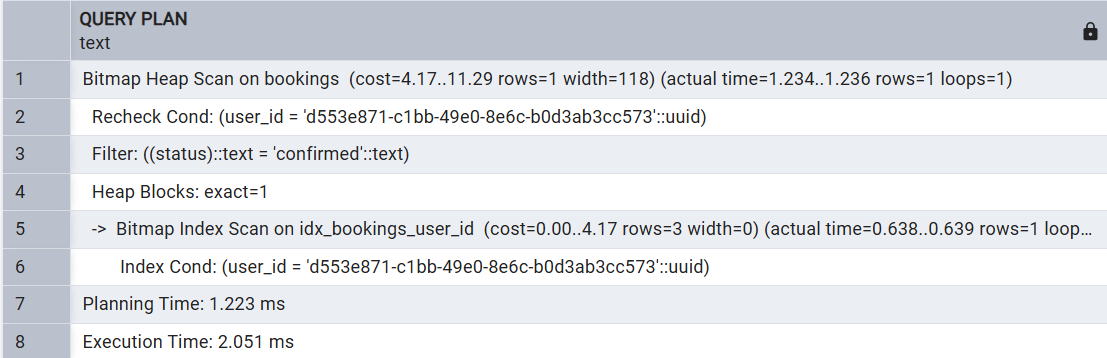 QUERY PLAN
text
1 Bitmap Heap Scan on bookings (cost=4.17..11.29 rows=1 width=118) (actual time=1.234..1.236 rows=1 loops=1)
2 Recheck Cond: (user_id = 'd553e871-c1bb-49e0-8e6c-b0d3ab3cc573'::uuid)
3 Filter: ((status)::text = 'confirmed'::text)
4 Heap Blocks: exact=1
5 -> Bitmap Index Scan on idx_bookings_user_id (cost=0.00..4.17 rows=3 width=0) (actual time=0.638..0.639 rows=1 loop…
6 Index Cond: (user_id = 'd553e871-c1bb-49e0-8e6c-b0d3ab3cc573'::uuid)
7 Planning Time: 1.223 ms
8 Execution Time: 2.051 ms